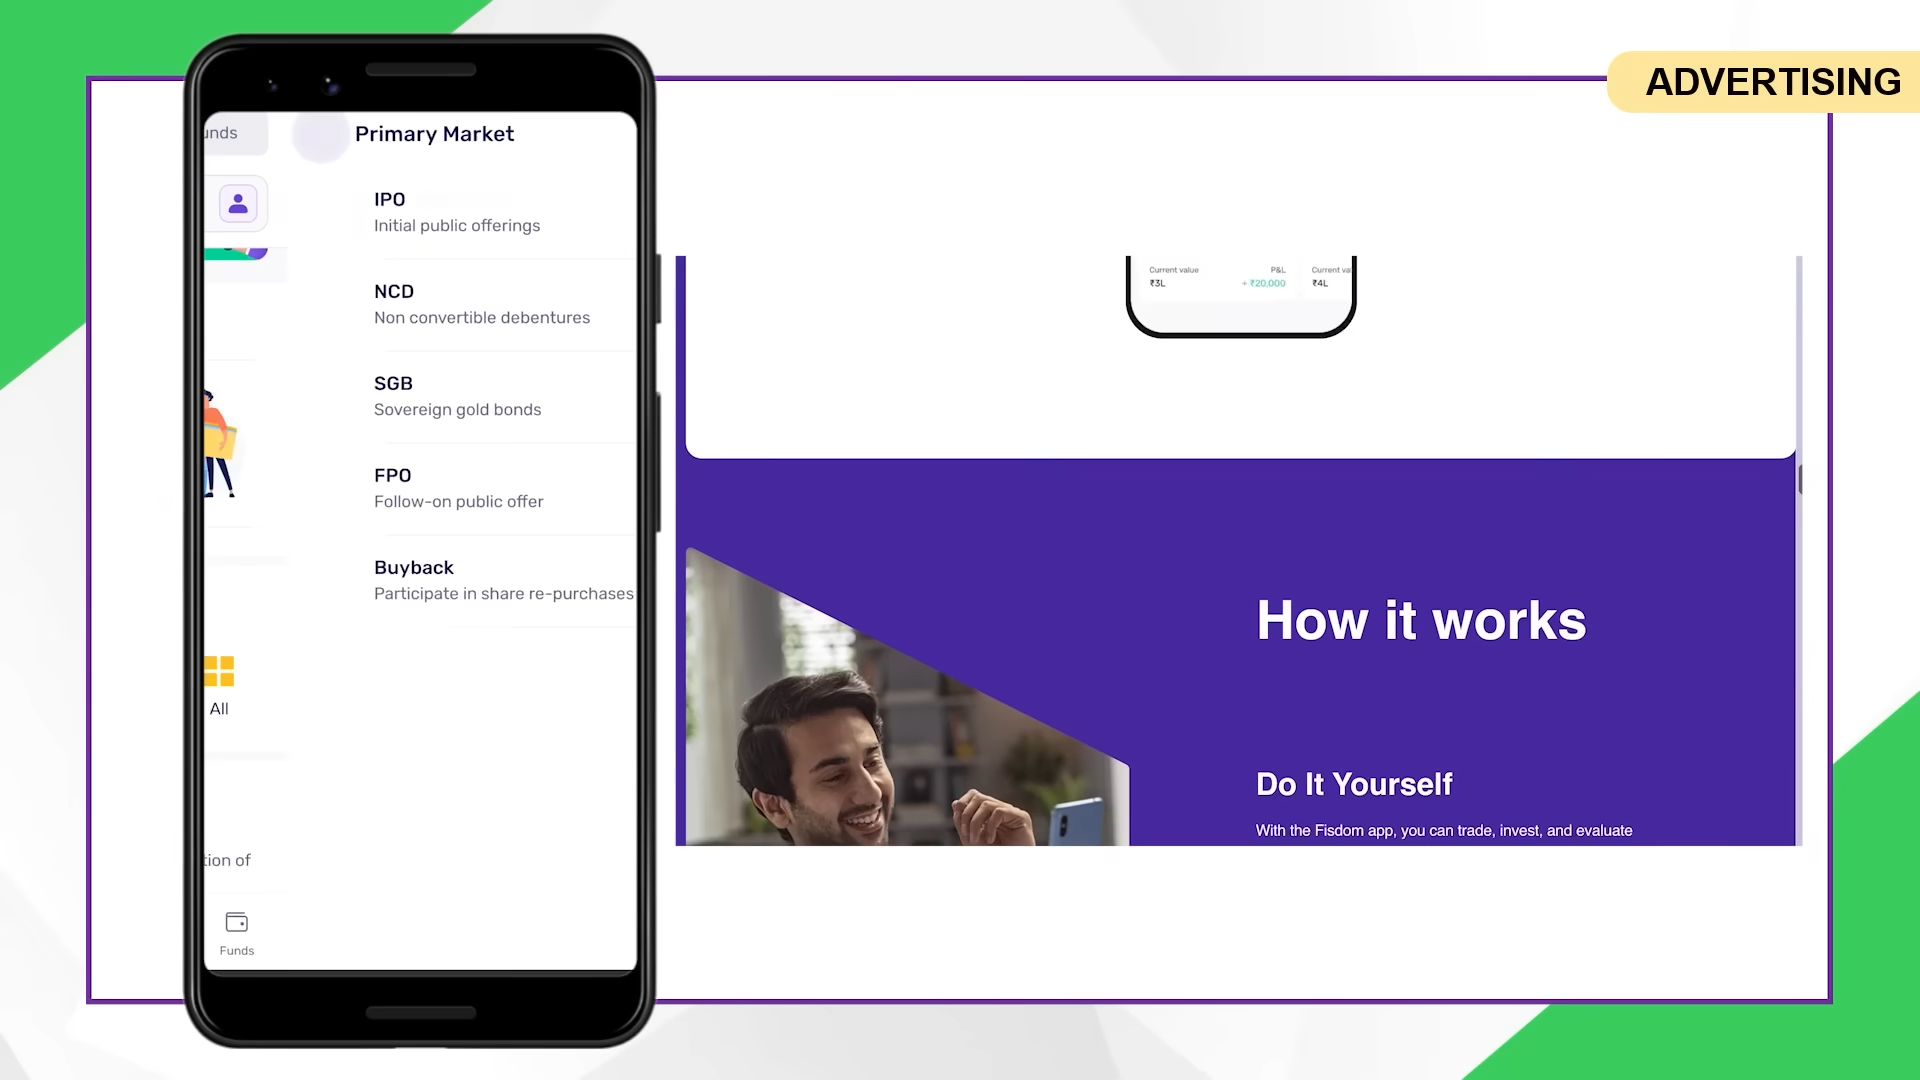 ADVERTISING
unds
Primary Market
IPO
Initial public offerings
NCD
Non convertible debentures
SGB
Sovereign gold bonds
FPO
Follow-on public offer
Buyback
Participate in share re-purchases
All
tion of
Funds
Current value
P&L
Current va
₹3L
+ ₹20,000
₹4L
How it works
Do It Yourself
With the Fisdom app, you can trade, invest, and evaluate